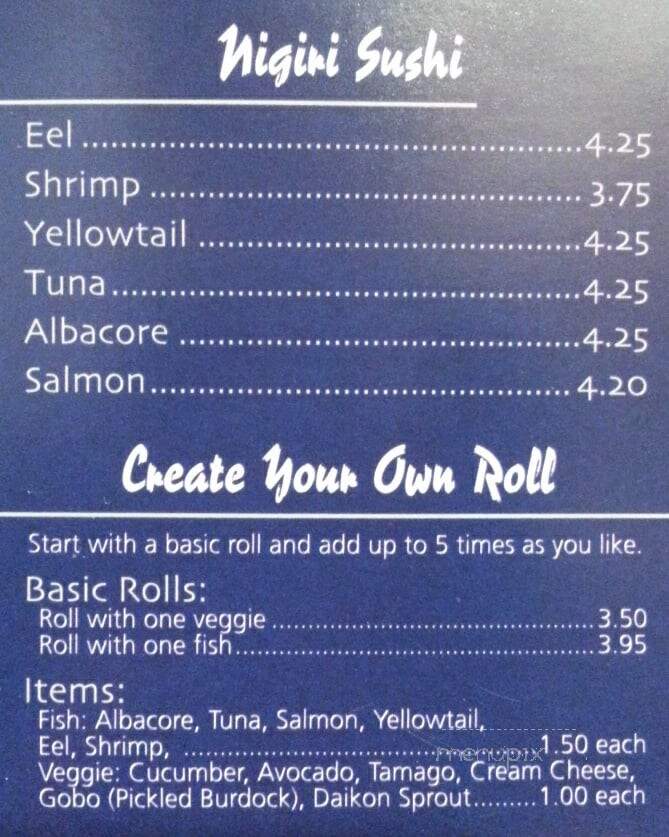 Nigiri Sushi
Eel ........................................................4.25
Shrimp ................................................ 3.75
Yellowtail ...........................................4.25
Tuna.....................................................4.25
Albacore .............................................4.25
Salmon............................................... 4.20
Create Your Own Roll
Start with a basic roll and add up to 5 times as you like.
Basic Rolls:
Roll with one veggie ..............................................3.50
Roll with one fish...................................................3.95
Items:
Fish: Albacore, Tuna, Salmon, Yellowtail,
Eel, Shrimp, .................................................1.50 each
menupix
Veggie: Cucumber, Avocado, Tamago, Cream Cheese,
Gobo (Pickled Burdock), Daikon Sprout.........1.00 each